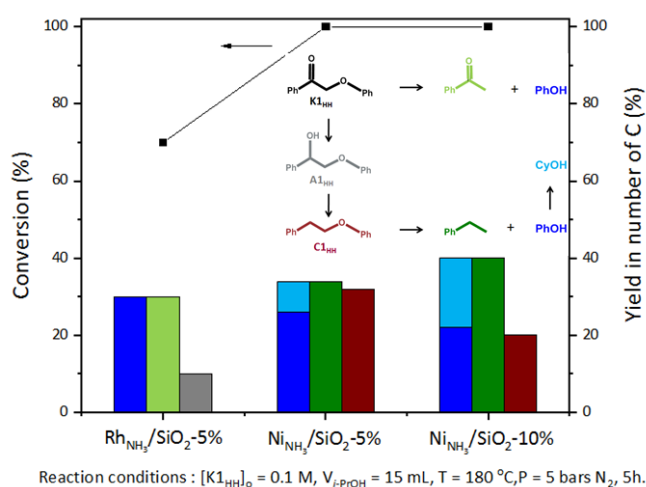 100
80
60
40
20
0
Conversion (%)
100
80
60
40
20
0
Yield in number of C (%)
O
Ph
O
Ph
K1HH
O
Ph
+
PhOH
OH
Ph
O
Ph
A1HH
CyOH
Ph
O
Ph
C1HH
Ph
+
PhOH
RhNH₃/SiO₂-5%
NiNH₃/SiO₂-5%
NiNH₃/SiO₂-10%
Reaction conditions : [K1HH]o = 0.1 M, Vi-PrOH = 15 mL, T = 180 °C,P = 5 bars N₂, 5h.